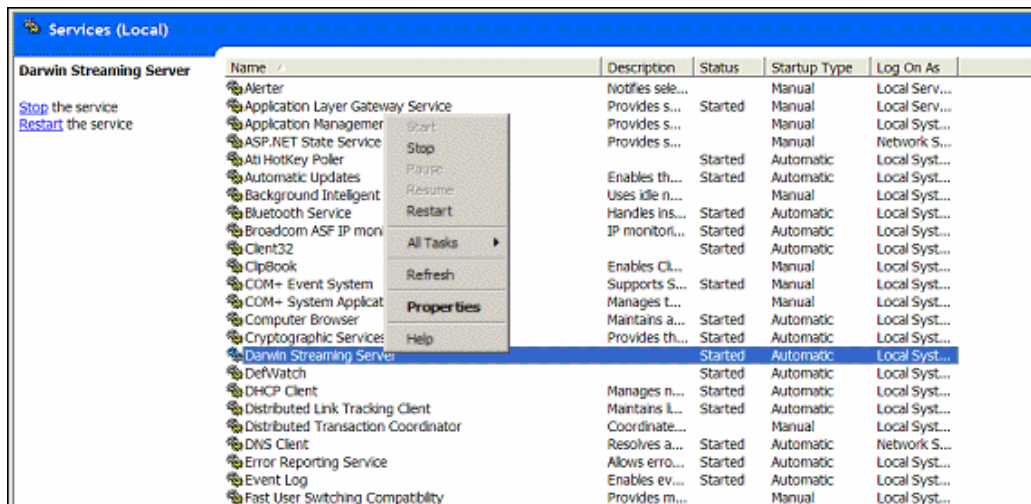 Services (Local)
Darwin Streaming Server
Stop the service
Restart the service
Name Description Status Startup Type Log On As
Alerter Notifies sele... Manual Local Serv...
Application Layer Gateway Service Provides s... Started Manual Local Serv...
Application Managemer Provides s... Manual Local Syst...
ASP.NET State Service Provides s... Manual Network S...
Ati HotKey Poller Started Automatic Local Syst...
Automatic Updates Enables th... Started Automatic Local Syst...
Background Intelligent Uses idle n... Manual Local Syst...
Bluetooth Service Handles ins... Started Automatic Local Syst...
Broadcom ASF IP moni IP monitori... Started Automatic Local Syst...
Client32 Started Automatic Local Syst...
ClipBook Enables Cli... Manual Local Syst...
COM+ Event System Supports S... Started Manual Local Syst...
COM+ System Applicat Manages t... Manual Local Syst...
Computer Browser Maintains a... Started Automatic Local Syst...
Cryptographic Services Provides th... Started Automatic Local Syst...
Darwin Streaming Server Started Automatic Local Syst...
DefWatch Started Automatic Local Syst...
DHCP Client Manages n... Started Automatic Local Syst...
Distributed Link Tracking Client Maintains li... Started Automatic Local Syst...
Distributed Transaction Coordinator Coordinate... Manual Local Syst...
DNS Client Resolves a... Started Automatic Network S...
Error Reporting Service Allows erro... Started Automatic Local Syst...
Event Log Enables ev... Started Automatic Local Syst...
Fast User Switching Compatibility Provides m... Manual Local Syst...
Start
Stop
Pause
Resume
Restart
All Tasks
Refresh
Properties
Help